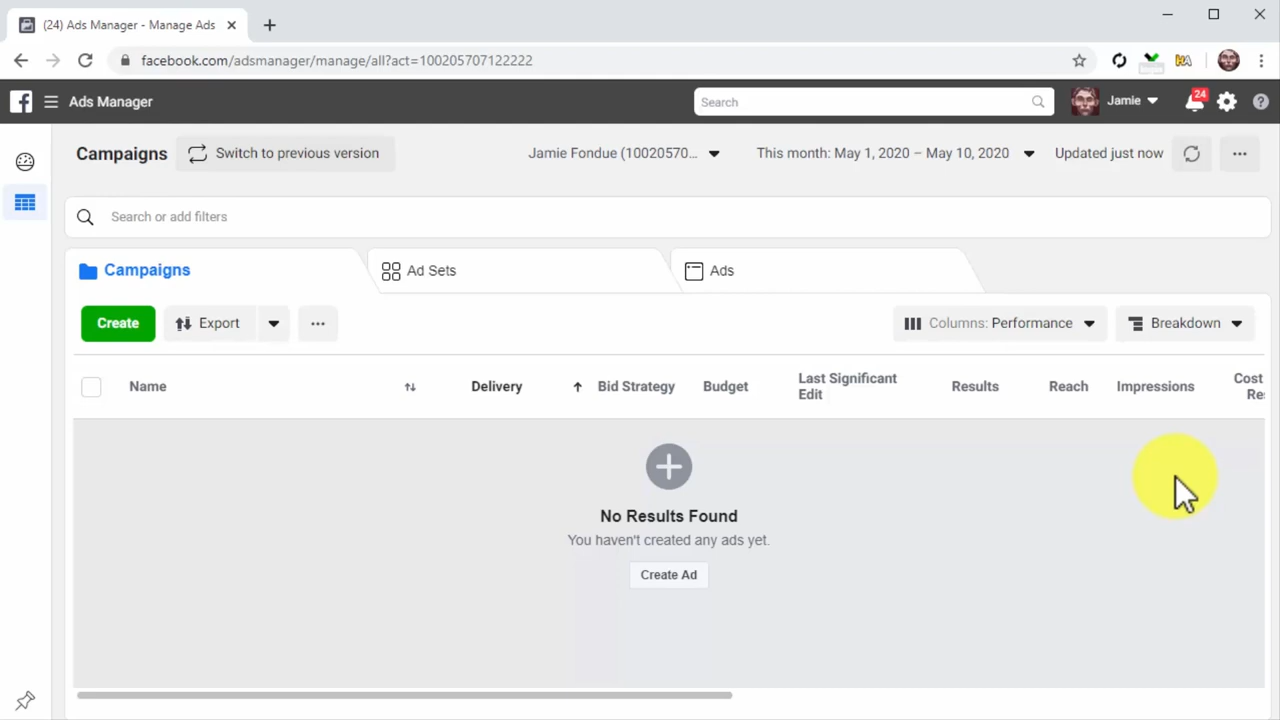 (24) Ads Manager - Manage Ads
facebook.com/adsmanager/manage/all?act=100205707122222
HA
Ads Manager
Search
Jamie
24
Campaigns
Switch to previous version
Jamie Fondue (10020570...
This month: May 1, 2020 – May 10, 2020
Updated just now
Search or add filters
Campaigns
Ad Sets
Ads
Create
Export
Columns: Performance
Breakdown
Name
Delivery
Bid Strategy
Budget
Last Significant
Edit
Results
Reach
Impressions
Cost
Re
No Results Found
You haven't created any ads yet.
Create Ad